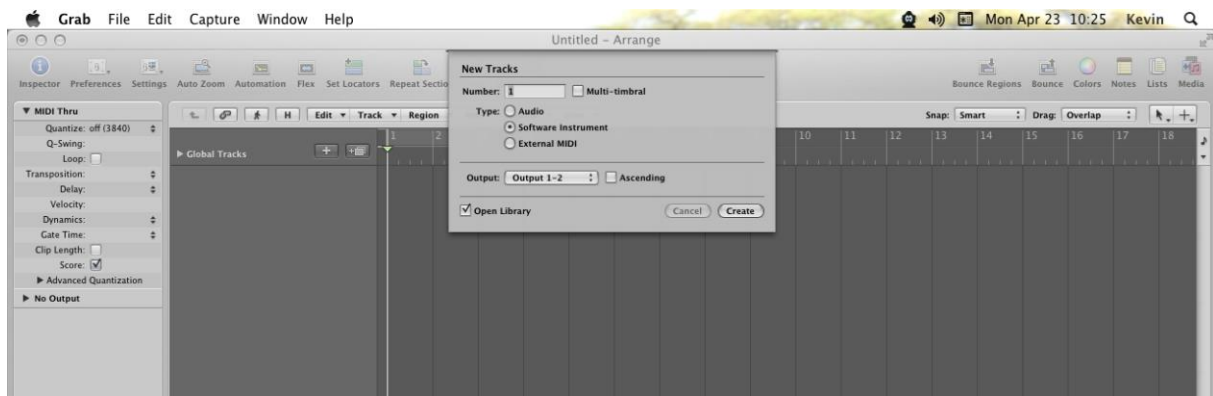 Grab File Edit Capture Window Help Mon Apr 23 10:25 Kevin
Untitled - Arrange
Inspector Preferences Settings Auto Zoom Automation Flex Set Locators Repeat Sectio Bounce Regions Bounce Colors Notes Lists Media
New Tracks
Number: 1 Multi-timbral
Type: Audio
Software Instrument
External MIDI
Output: Output 1-2 Ascending
Open Library Cancel Create
MIDI Thru
Quantize: off (3840)
Q-Swing:
Loop:
Transposition:
Delay:
Velocity:
Dynamics:
Gate Time:
Clip Length:
Score:
Advanced Quantization
No Output
H Edit Track Region Snap: Smart Drag: Overlap
1 2 10 11 12 13 14 15 16 17 18
Global Tracks